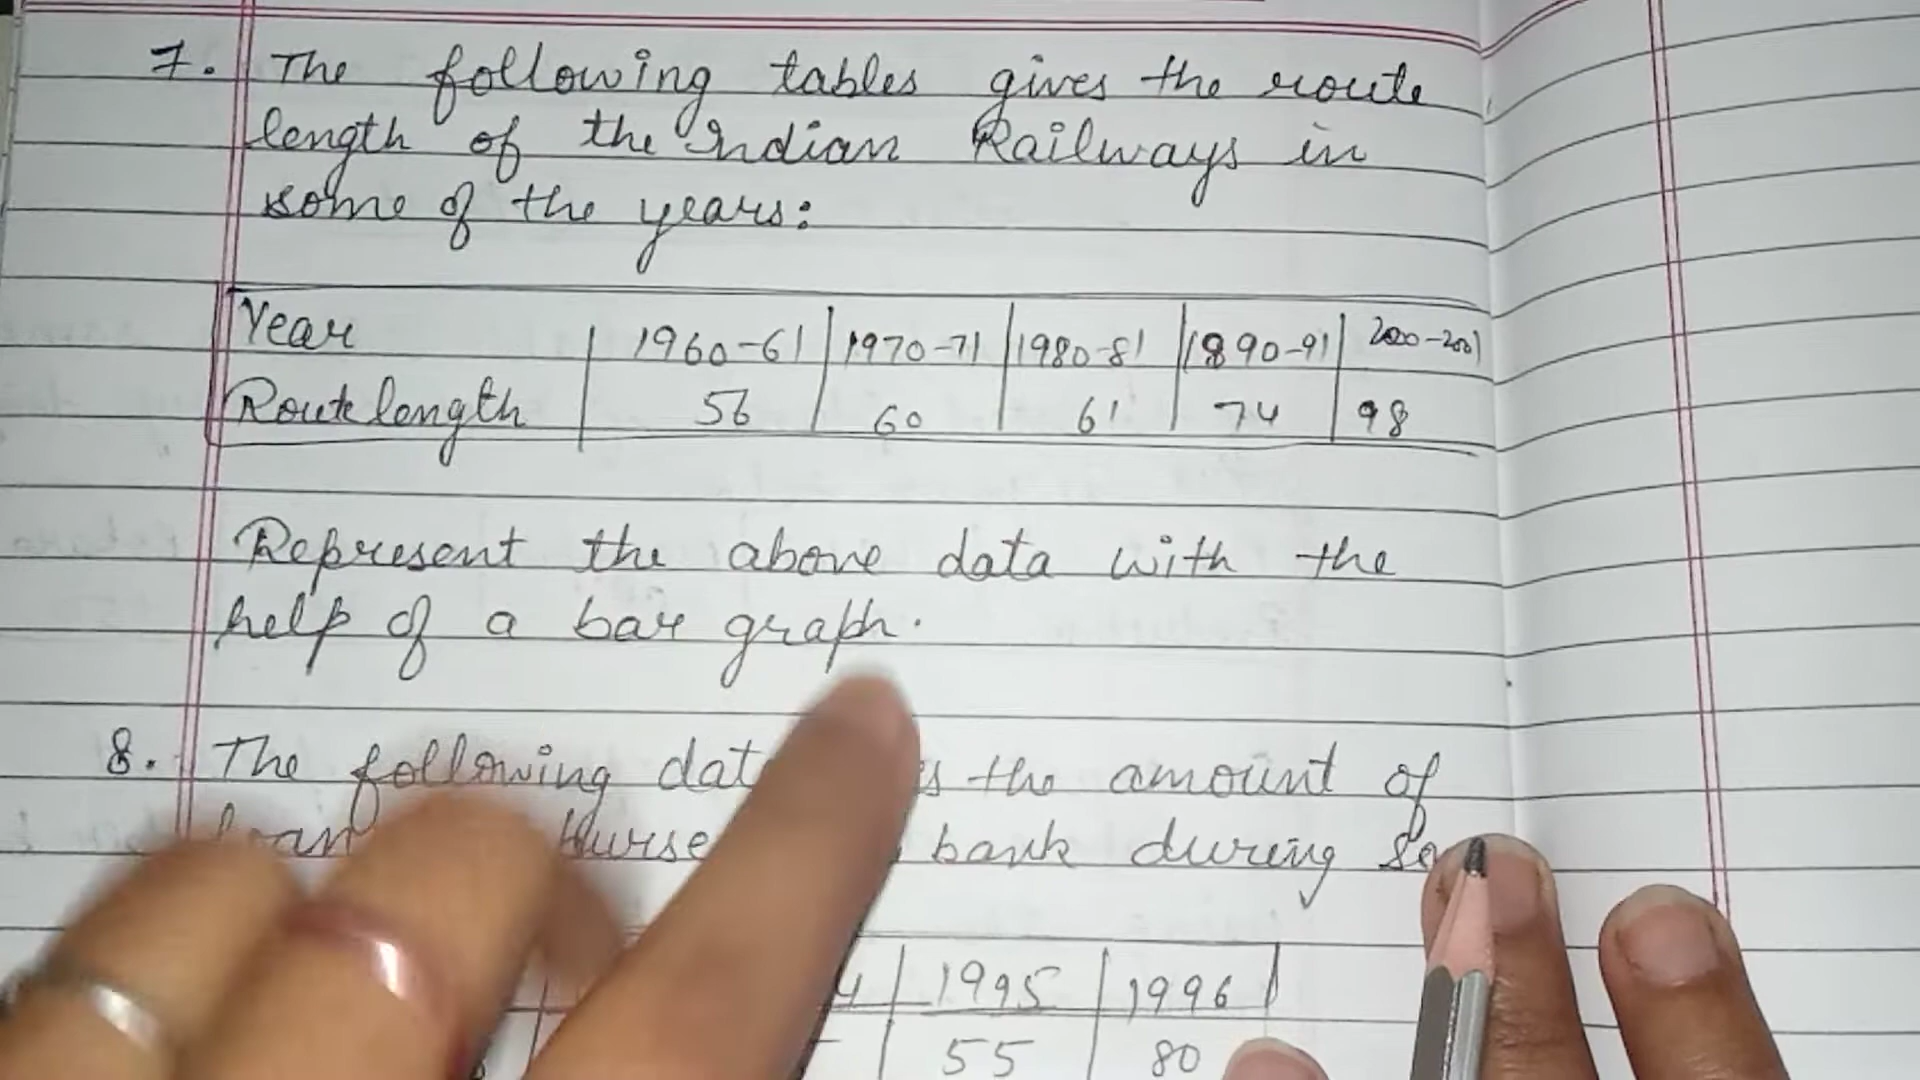 7. The following tables gives the route
length of the Indian Railways in
some of the years:
Year 1960-61 1970-71 1980-81 1890-91 2000-2001
Route length 56 60 61 74 98
Represent the above data with the
help of a bar graph.
8. The following the amount of
bank during
1995 1996
55 80